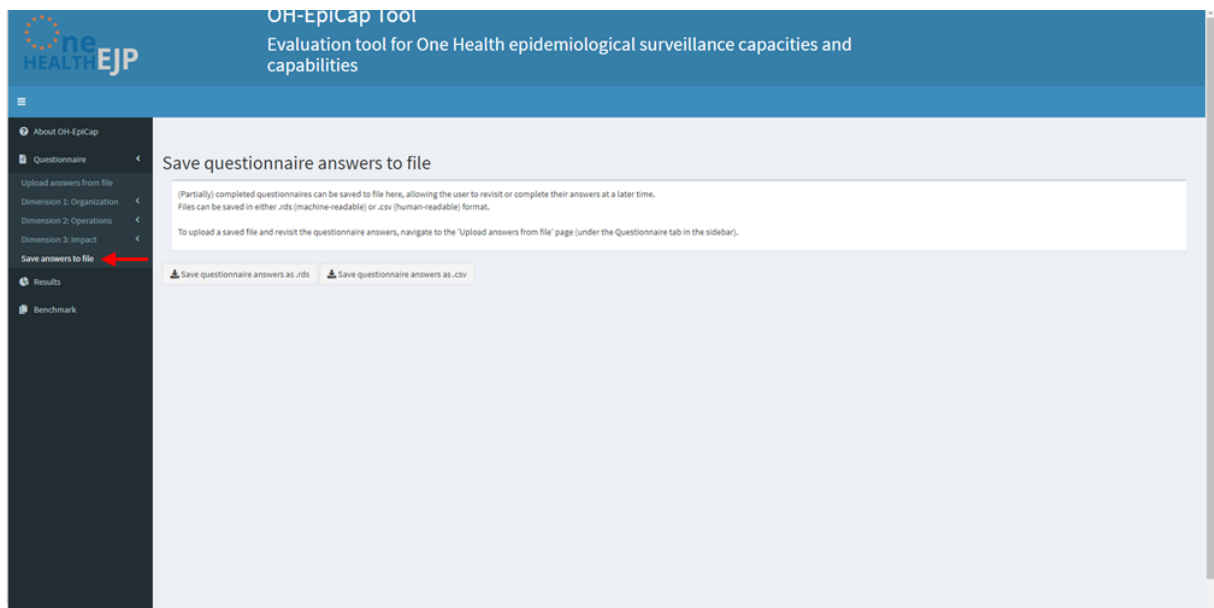 OH-EpiCap Tool
Evaluation tool for One Health epidemiological surveillance capacities and
capabilities
One
HEALTH EJP
About OH-EpiCap
Questionnaire
Upload answers from file
Dimension 1: Organization
Dimension 2: Operations
Dimension 3: Impact
Save answers to file
Results
Benchmark
Save questionnaire answers to file
(Partially) completed questionnaires can be saved to file here, allowing the user to revisit or complete their answers at a later time.
Files can be saved in either .rds (machine-readable) or .csv (human-readable) format.
To upload a saved file and revisit the questionnaire answers, navigate to the 'Upload answers from file' page (under the Questionnaire tab in the sidebar).
Save questionnaire answers as .rds
Save questionnaire answers as .csv